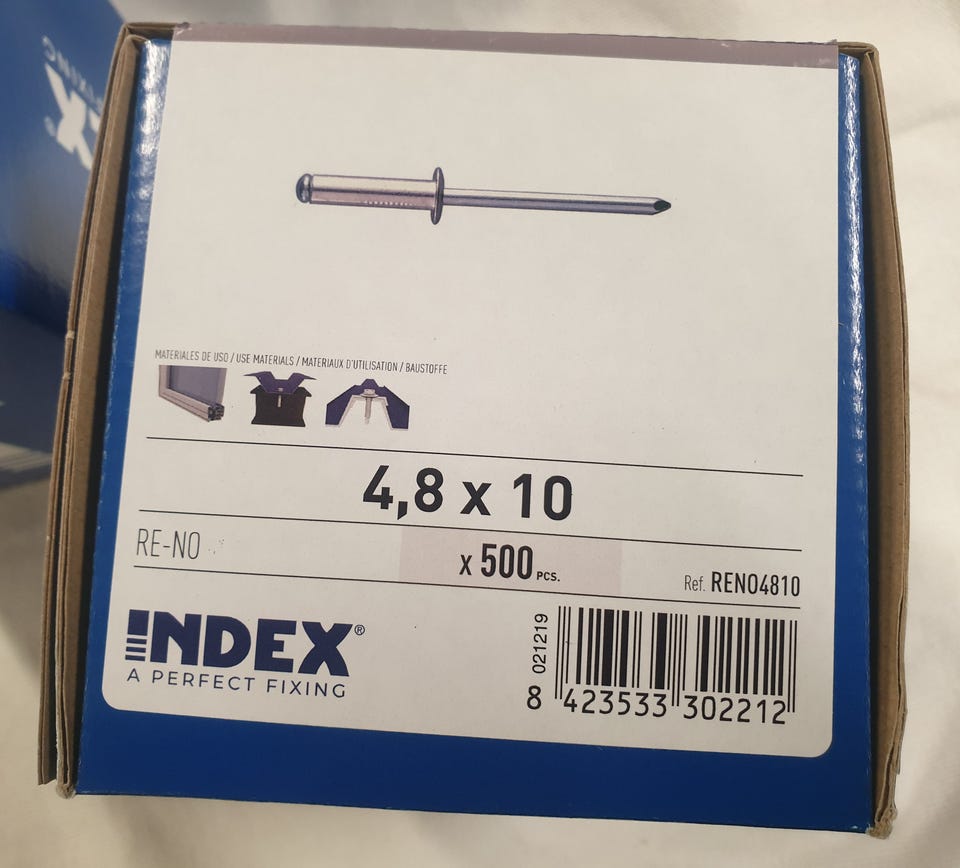 MATERIALES DE USO / USE MATERIALS / MATERIAUX D'UTILISATION / BAUSTOFFE
4,8 x 10
RE-NO
x 500 PCS.
Ref. RENO4810
INDEX®
A PERFECT FIXING
021219
8 423533 302212